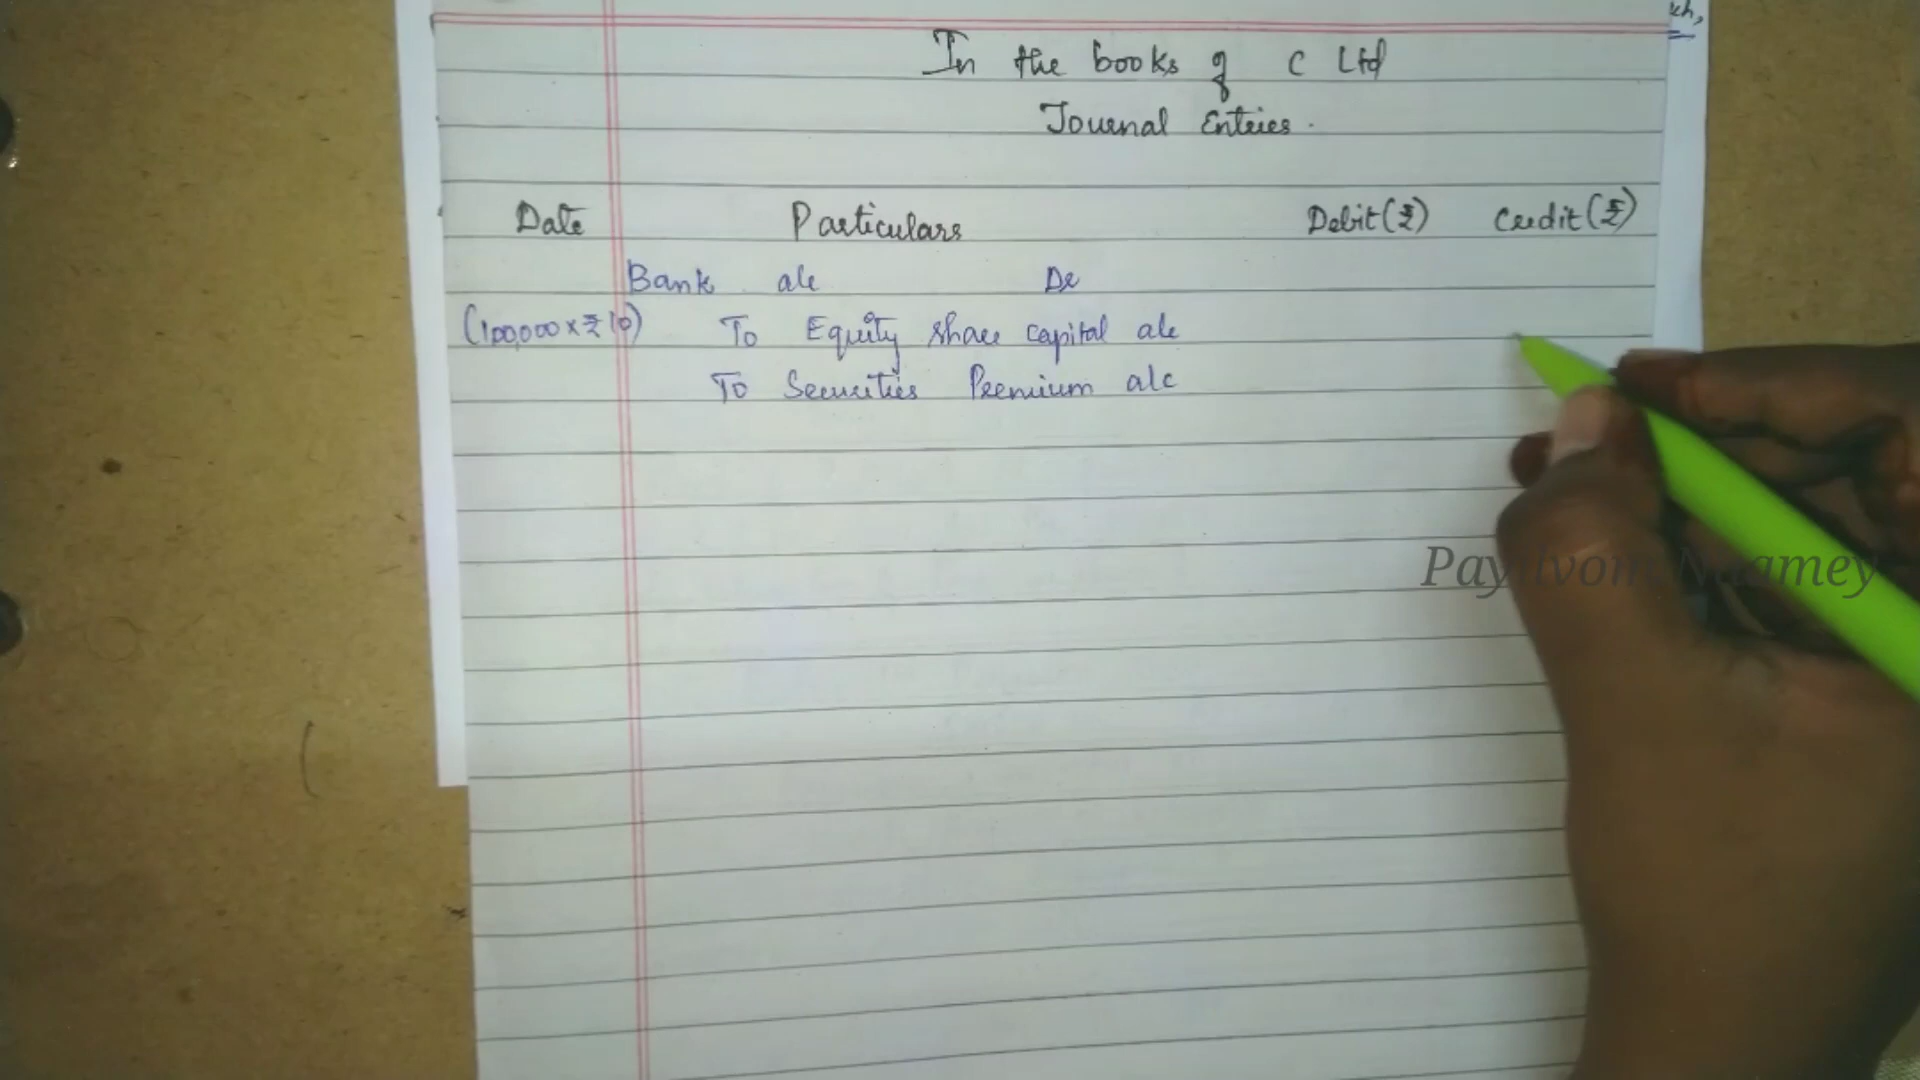 In the books of C Ltd
Journal Entries.
Date Particulars Debit(₹) Credit(₹)
Bank a/c Dr
(100,000 x ₹ 10) To Equity share capital a/c
To Securities Premium a/c